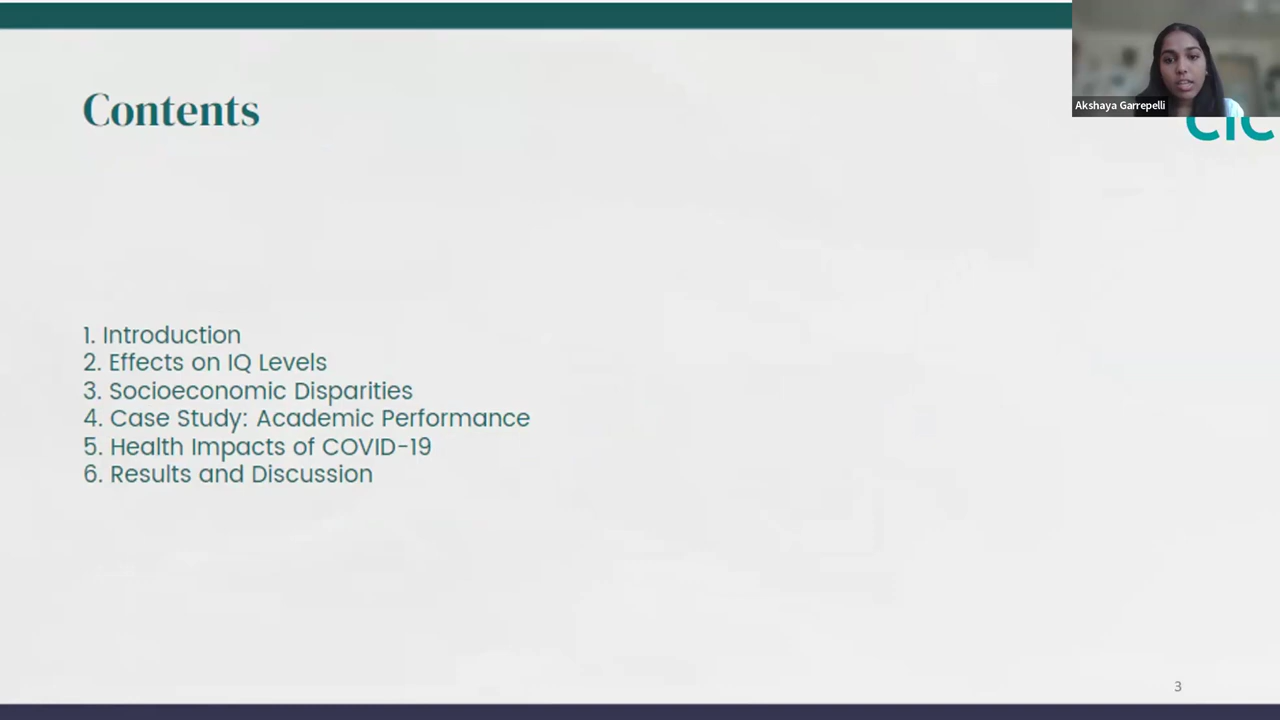 Contents
Akshaya Garrepelli
1. Introduction
2. Effects on IQ Levels
3. Socioeconomic Disparities
4. Case Study: Academic Performance
5. Health Impacts of COVID-19
6. Results and Discussion
3